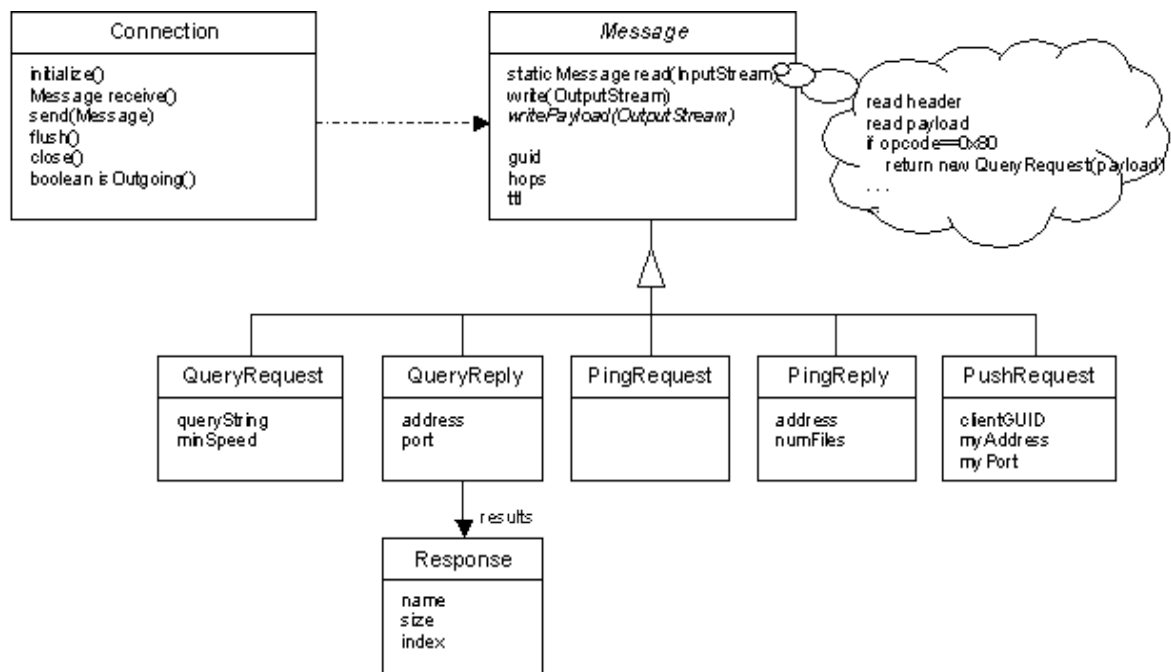 Connection
initialize()
Message receive()
send(Message)
flush()
close()
boolean isOutgoing()
Message
static Message read(InputStream)
write(OutputStream)
writePayload(OutputStream)
guid
hops
ttl
read header
read payload
if opcode==0x80
return new QueryRequest(payload)
...
QueryRequest
queryString
minSpeed
QueryReply
address
port
PingRequest
PingReply
address
numFiles
PushRequest
clientGUID
myAddress
myPort
results
Response
name
size
index